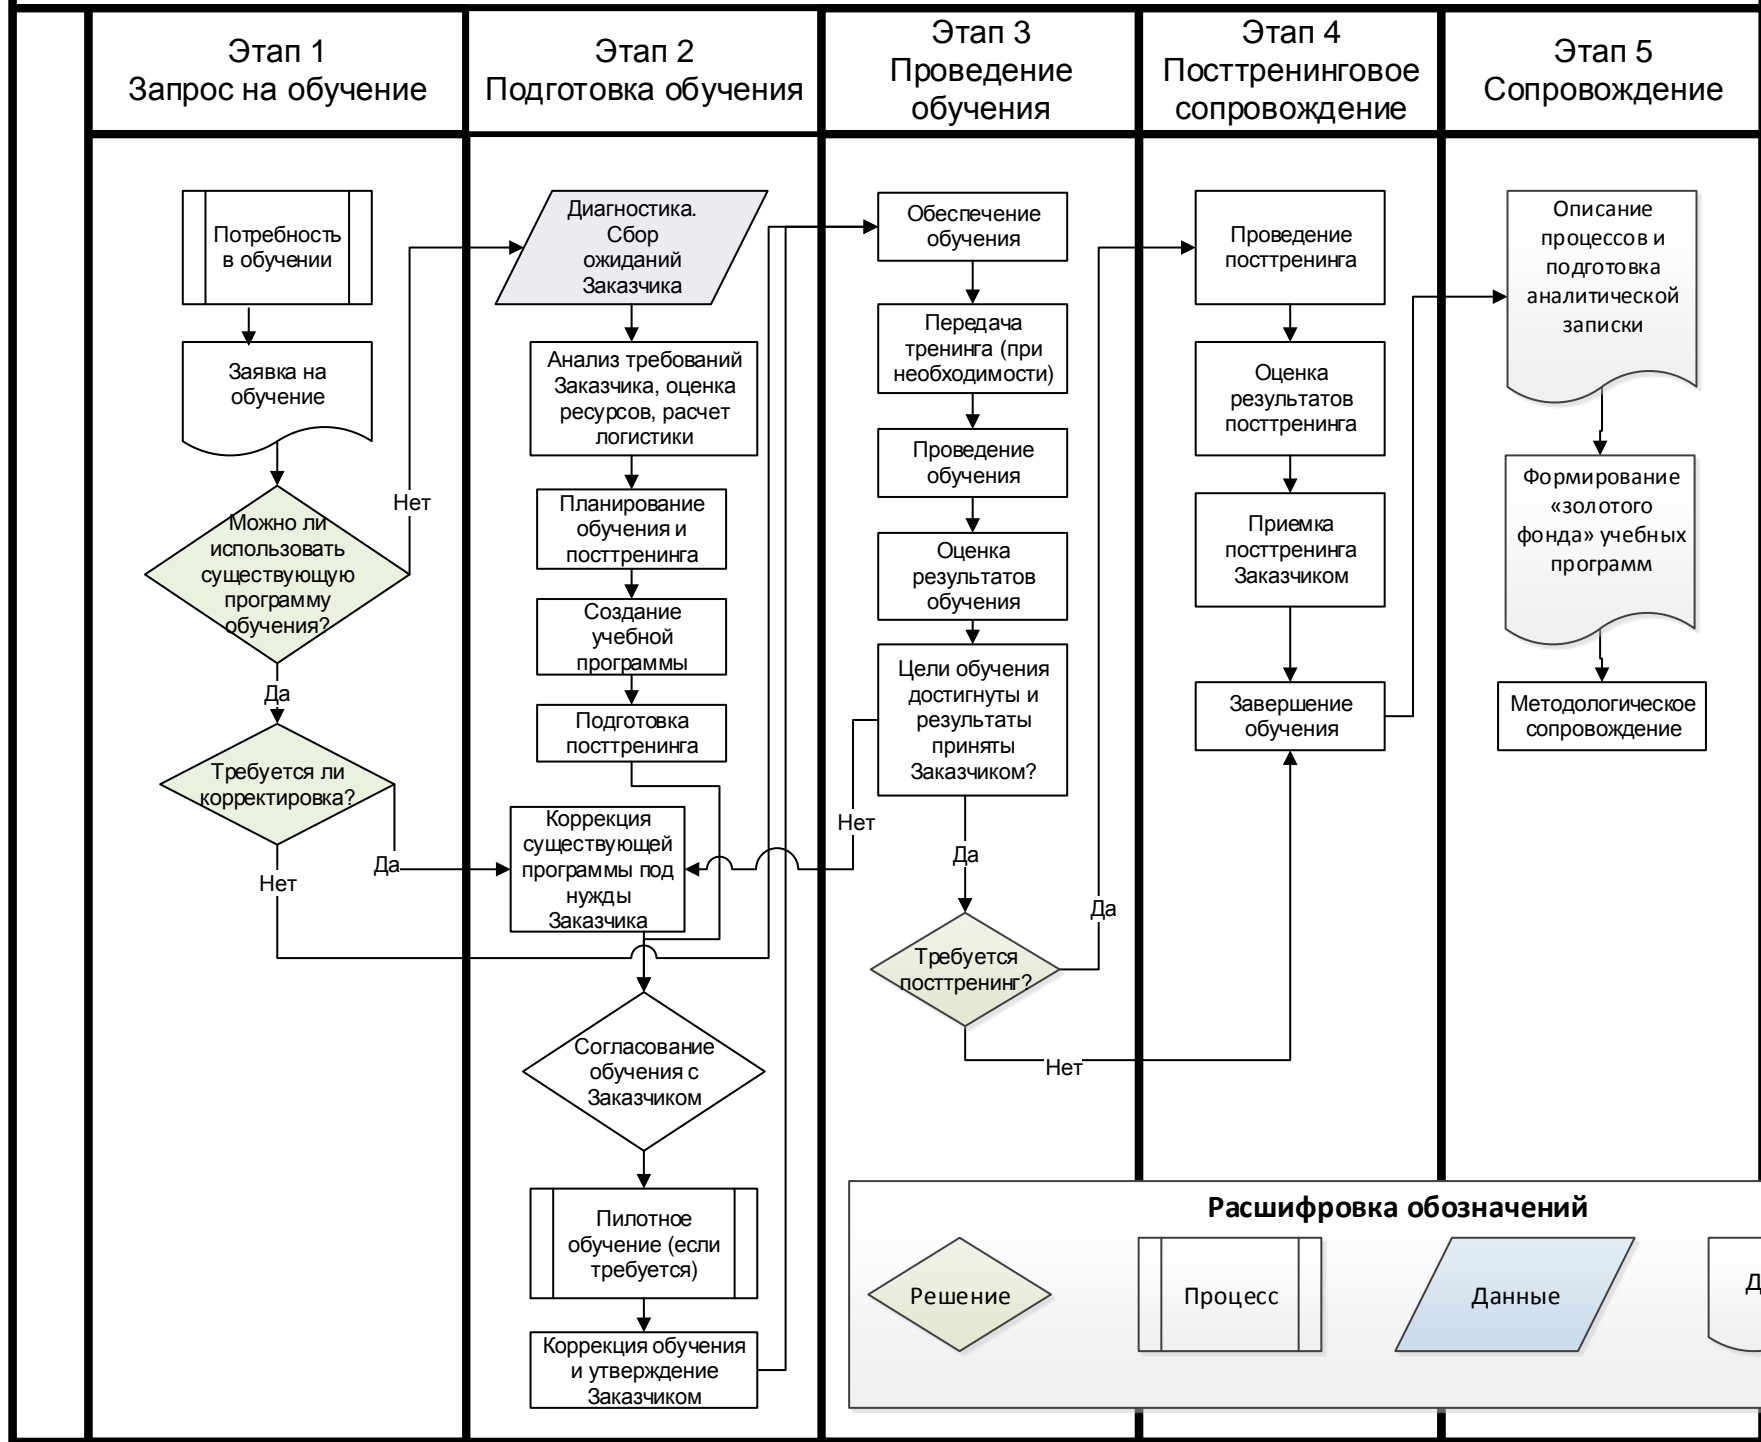 Этап 1
Запрос на обучение
Этап 2
Подготовка обучения
Этап 3
Проведение
обучения
Этап 4
Посттренинговое
сопровождение
Этап 5
Сопровождение
Потребность
в обучении
Заявка на
обучение
Можно ли
использовать
существующую
программу
обучения?
Нет
Да
Требуется ли
корректировка?
Да
Нет
Диагностика.
Сбор
ожиданий
Заказчика
Анализ требований
Заказчика, оценка
ресурсов, расчет
логистики
Планирование
обучения и
посттренинга
Создание
учебной
программы
Подготовка
посттренинга
Коррекция
существующей
программы под
нужды
Заказчика
Согласование
обучения с
Заказчиком
Пилотное
обучение (если
требуется)
Коррекция обучения
и утверждение
Заказчиком
Обеспечение
обучения
Передача
тренинга (при
необходимости)
Проведение
обучения
Оценка
результатов
обучения
Цели обучения
достигнуты и
результаты
приняты
Заказчиком?
Нет
Да
Требуется
посттренинг?
Да
Нет
Проведение
посттренинга
Оценка
результатов
посттренинга
Приемка
посттренинга
Заказчиком
Завершение
обучения
Описание
процессов и
подготовка
аналитической
записки
Формирование
«золотого
фонда» учебных
программ
Методологическое
сопровождение
Расшифровка обозначений
Решение
Процесс
Данные